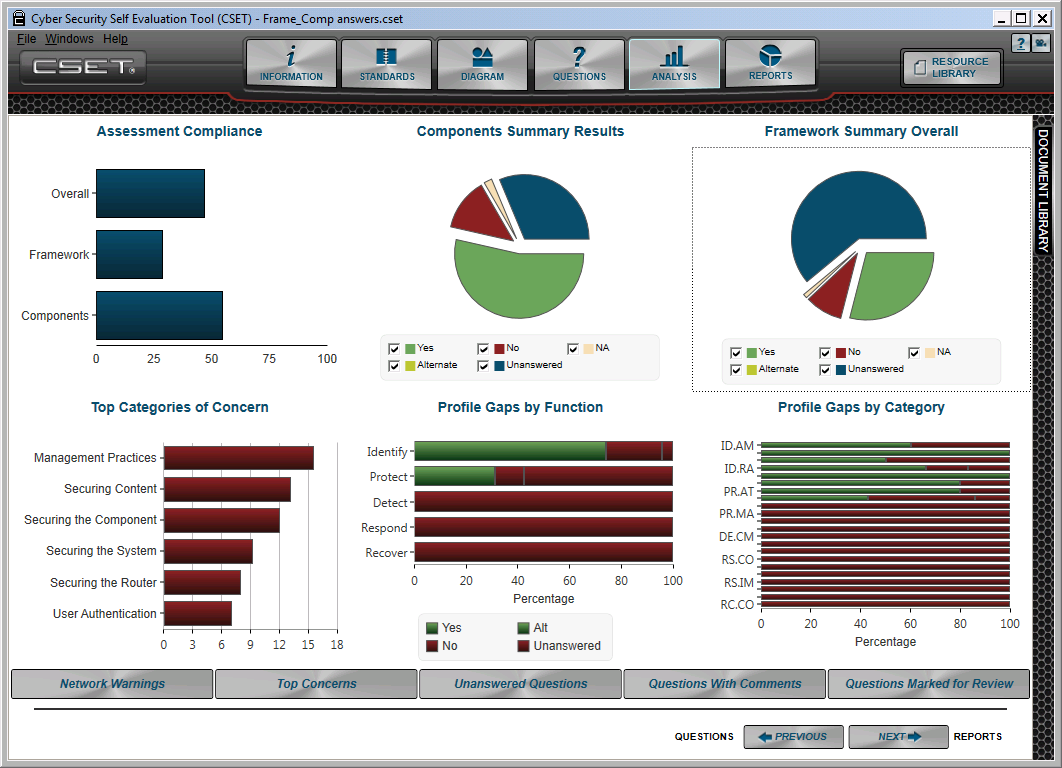 Cyber Security Self Evaluation Tool (CSET) - Frame_Comp answers.cset
File Windows Help
CSET
INFORMATION
STANDARDS
DIAGRAM
QUESTIONS
ANALYSIS
REPORTS
RESOURCE
LIBRARY
DOCUMENT LIBRARY
Assessment Compliance
Overall
Framework
Components
0 25 50 75 100
Components Summary Results
Yes No NA
Alternate Unanswered
Framework Summary Overall
Yes No NA
Alternate Unanswered
Top Categories of Concern
Management Practices
Securing Content
Securing the Component
Securing the System
Securing the Router
User Authentication
0 3 6 9 12 15 18
Profile Gaps by Function
Identify
Protect
Detect
Respond
Recover
0 20 40 60 80 100
Percentage
Yes Alt
No Unanswered
Profile Gaps by Category
ID.AM
ID.RA
PR.AT
PR.MA
DE.CM
RS.CO
RS.IM
RC.CO
0 20 40 60 80 100
Percentage
Network Warnings
Top Concerns
Unanswered Questions
Questions With Comments
Questions Marked for Review
QUESTIONS PREVIOUS NEXT REPORTS